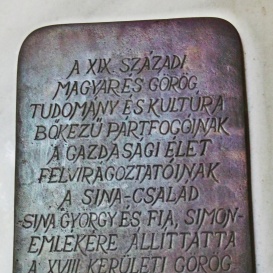 A XIX. SZÁZADI
MAGYAR ÉS GÖRÖG
TUDOMÁNY ÉS KULTÚRA
BŐKEZŰ PÁRTFOGÓINAK
A GAZDASÁGI ÉLET
FELVIRÁGOZTATÓINAK
A SINA-CSALÁD
-SINA GYÖRGY ÉS FIA, SIMON-
EMLÉKÉRE ÁLLÍTTATTA
A XVIII. KERÜLETI GÖRÖG